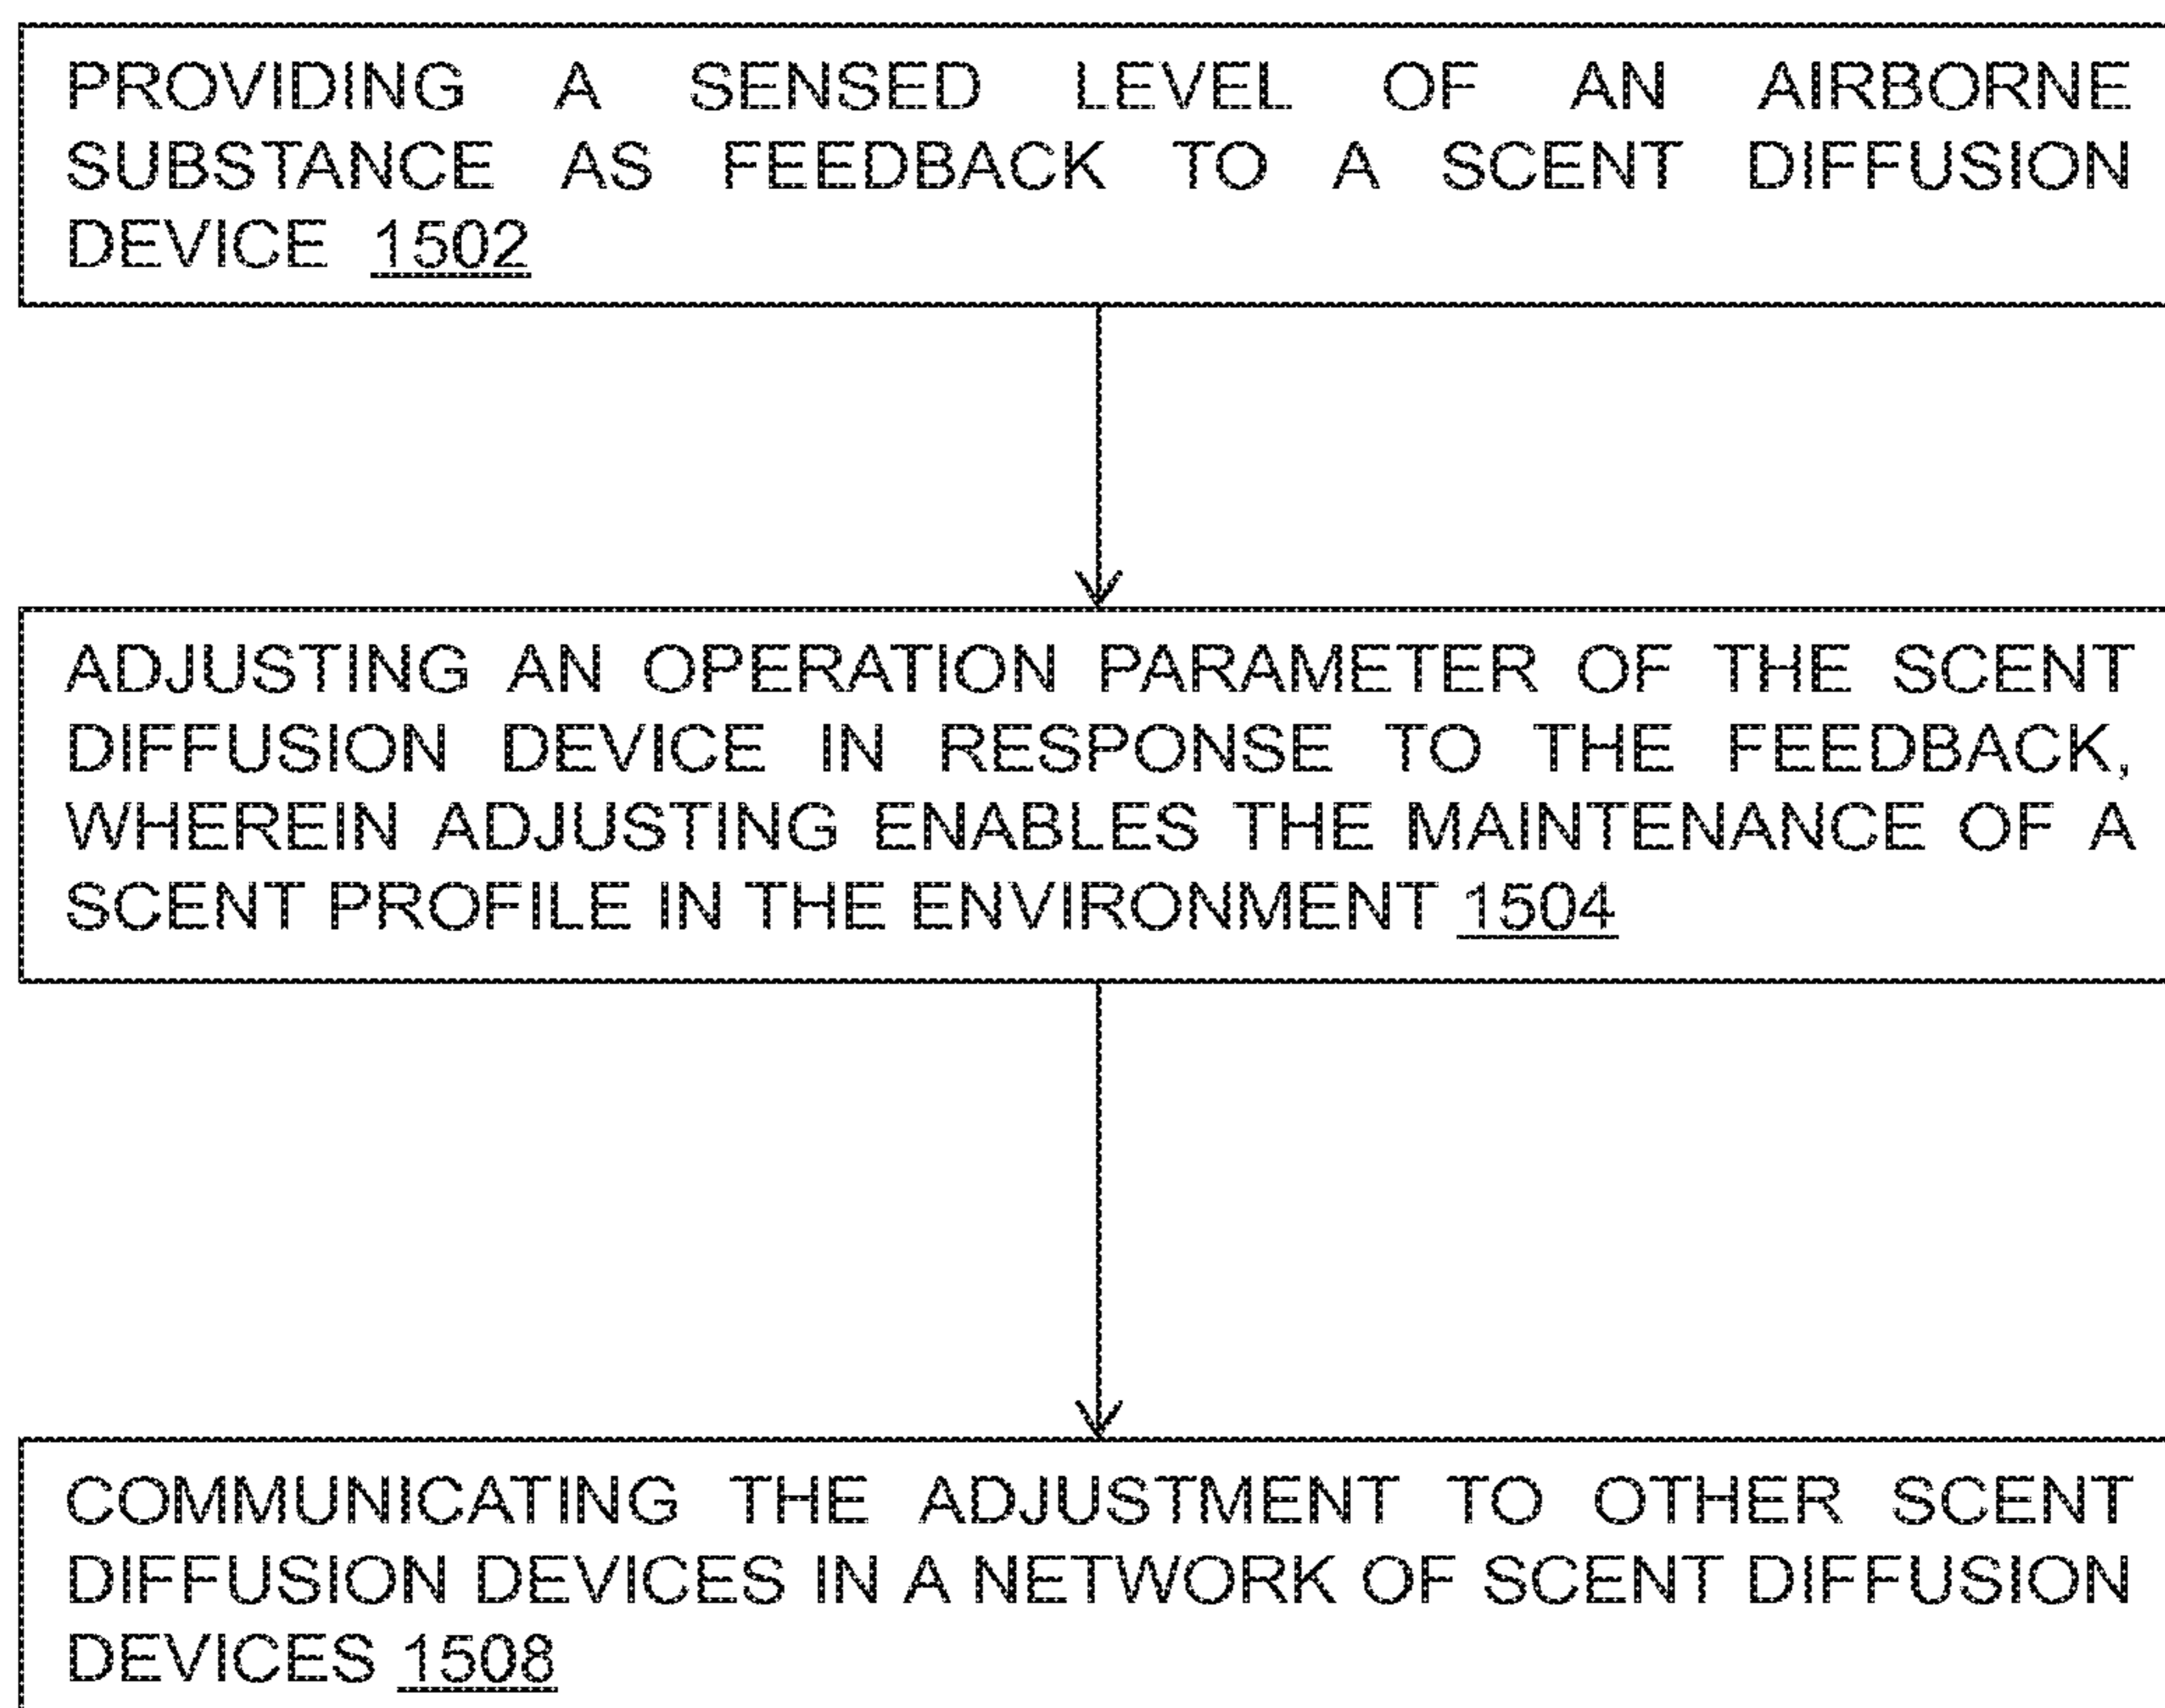 PROVIDING A SENSED LEVEL OF AN AIRBORNE
SUBSTANCE AS FEEDBACK TO A SCENT DIFFUSION
DEVICE 1502
ADJUSTING AN OPERATION PARAMETER OF THE SCENT
DIFFUSION DEVICE IN RESPONSE TO THE FEEDBACK,
WHEREIN ADJUSTING ENABLES THE MAINTENANCE OF A
SCENT PROFILE IN THE ENVIRONMENT 1504
COMMUNICATING THE ADJUSTMENT TO OTHER SCENT
DIFFUSION DEVICES IN A NETWORK OF SCENT DIFFUSION
DEVICES 1508